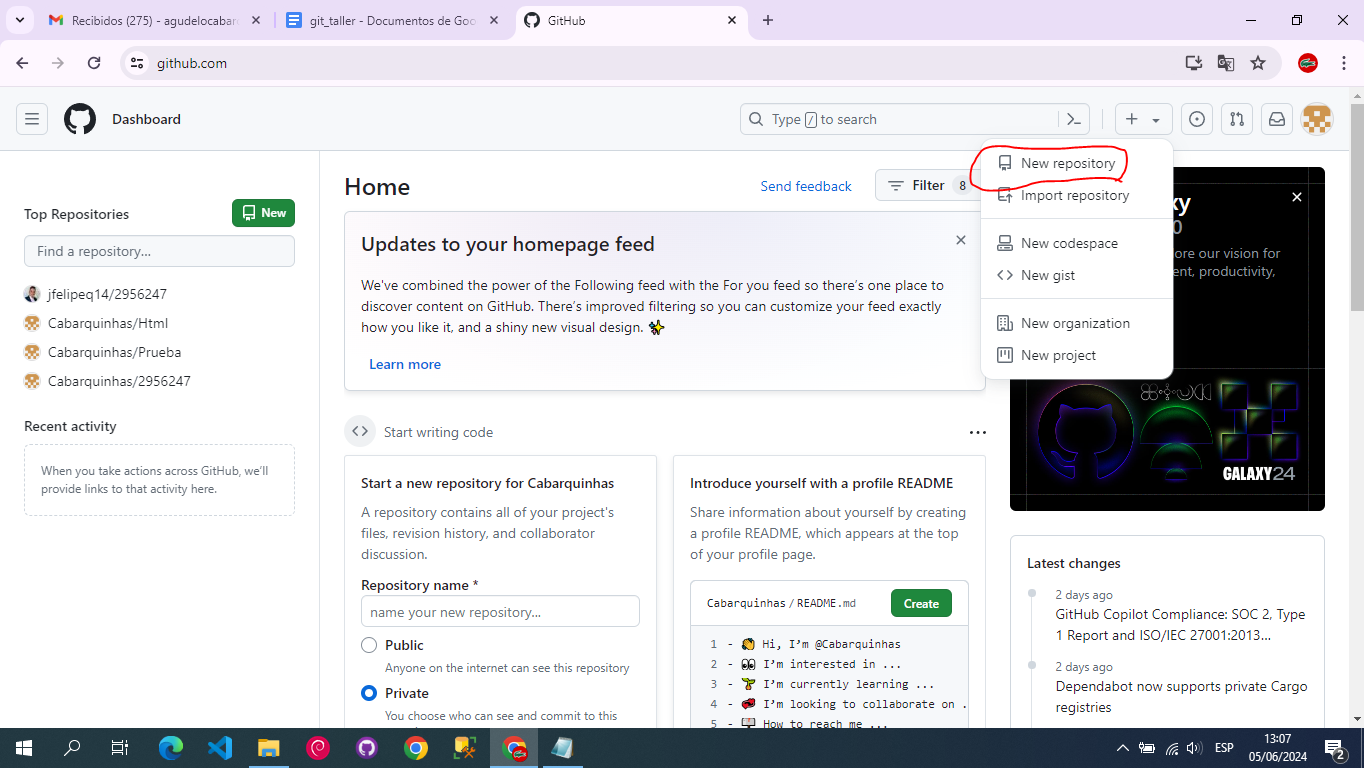 Recibidos (275) - agudelocabar
git_taller - Documentos de Goo
GitHub
github.com
Dashboard
Type / to search
New repository
Import repository
New codespace
New gist
New organization
New project
Top Repositories
New
Find a repository...
jfelipeq14/2956247
Cabarquinhas/Html
Cabarquinhas/Prueba
Cabarquinhas/2956247
Recent activity
When you take actions across GitHub, we'll
provide links to that activity here.
Home
Send feedback
Filter 8
Updates to your homepage feed
We've combined the power of the Following feed with the For you feed so there's one place to
discover content on GitHub. There's improved filtering so you can customize your feed exactly
how you like it, and a shiny new visual design. ✨
Learn more
Start writing code
Start a new repository for Cabarquinhas
A repository contains all of your project's
files, revision history, and collaborator
discussion.
Repository name *
name your new repository...
Public
Anyone on the internet can see this repository
Private
You choose who can see and commit to this
Introduce yourself with a profile README
Share information about yourself by creating
a profile README, which appears at the top
of your profile page.
Cabarquinhas / README.md
Create
1 - 👋 Hi, I'm @Cabarquinhas
2 - 👀 I'm interested in ...
3 - 🌱 I'm currently learning ...
4 - 💞️ I'm looking to collaborate on .
5 - 📫 How to reach me ...
xy
0
ore our vision for
ent, productivity,
GALAXY24
Latest changes
2 days ago
GitHub Copilot Compliance: SOC 2, Type
1 Report and ISO/IEC 27001:2013...
2 days ago
Dependabot now supports private Cargo
registries
ESP
13:07
05/06/2024
2